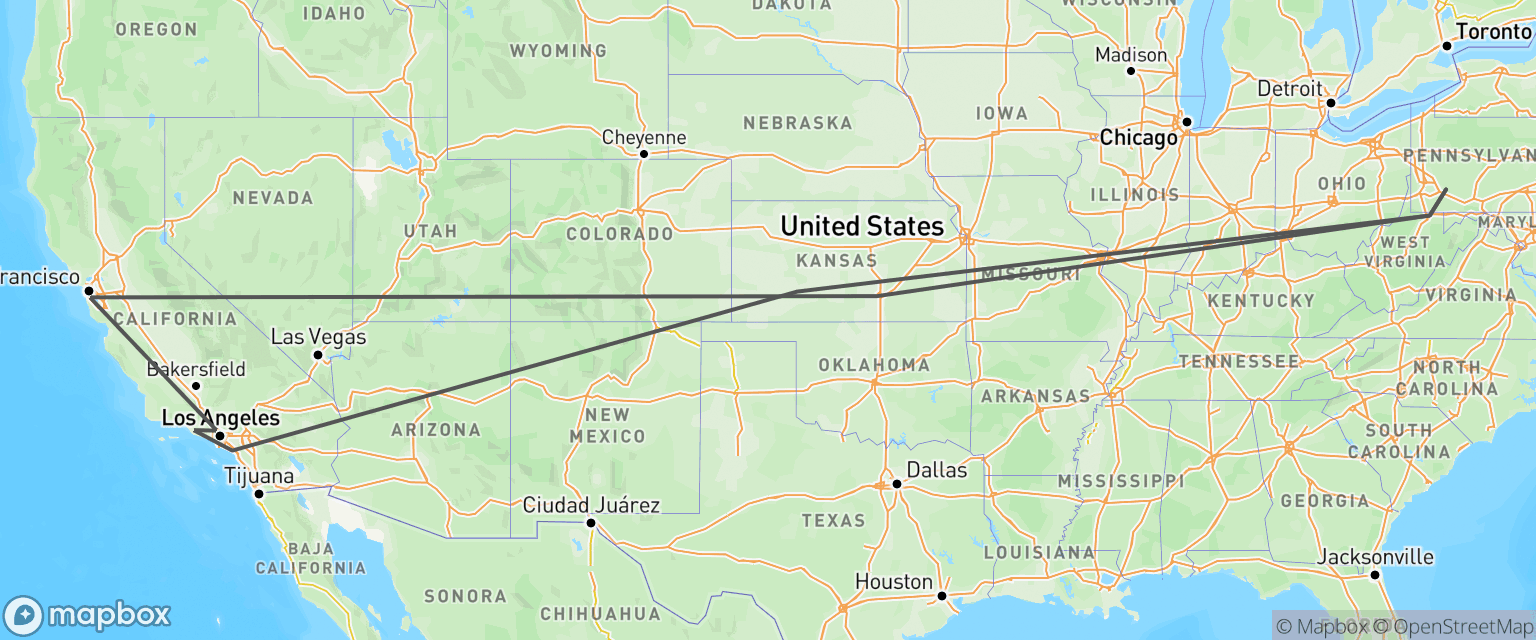 DAKOTA
WISCONSIN
IDAHO
OREGON
Toronto
WYOMING
Madison
Detroit
IOWA
NEBRASKA
Cheyenne
Chicago
PENNSYLVAN
OHIO
ILLINOIS
NEVADA
United States
MARYL
UTAH
COLORADO
WEST
VIRGINIA
KANSAS
MISSOURI
rancisco
VIRGINIA
KENTUCKY
CALIFORNIA
Las Vegas
TENNESSEE
OKLAHOMA
Bakersfield
NORTH
CAROLINA
ARKANSAS
Los Angeles
NEW
MEXICO
ARIZONA
SOUTH
CAROLINA
Dallas
Tijuana
MISSISSIPPI
GEORGIA
Ciudad Juárez
TEXAS
LOUISIANA
BAJA
CALIFORNIA
Jacksonville
Houston
SONORA
CHIHUAHUA
mapbox
FLORIDA
© Mapbox © OpenStreetMap